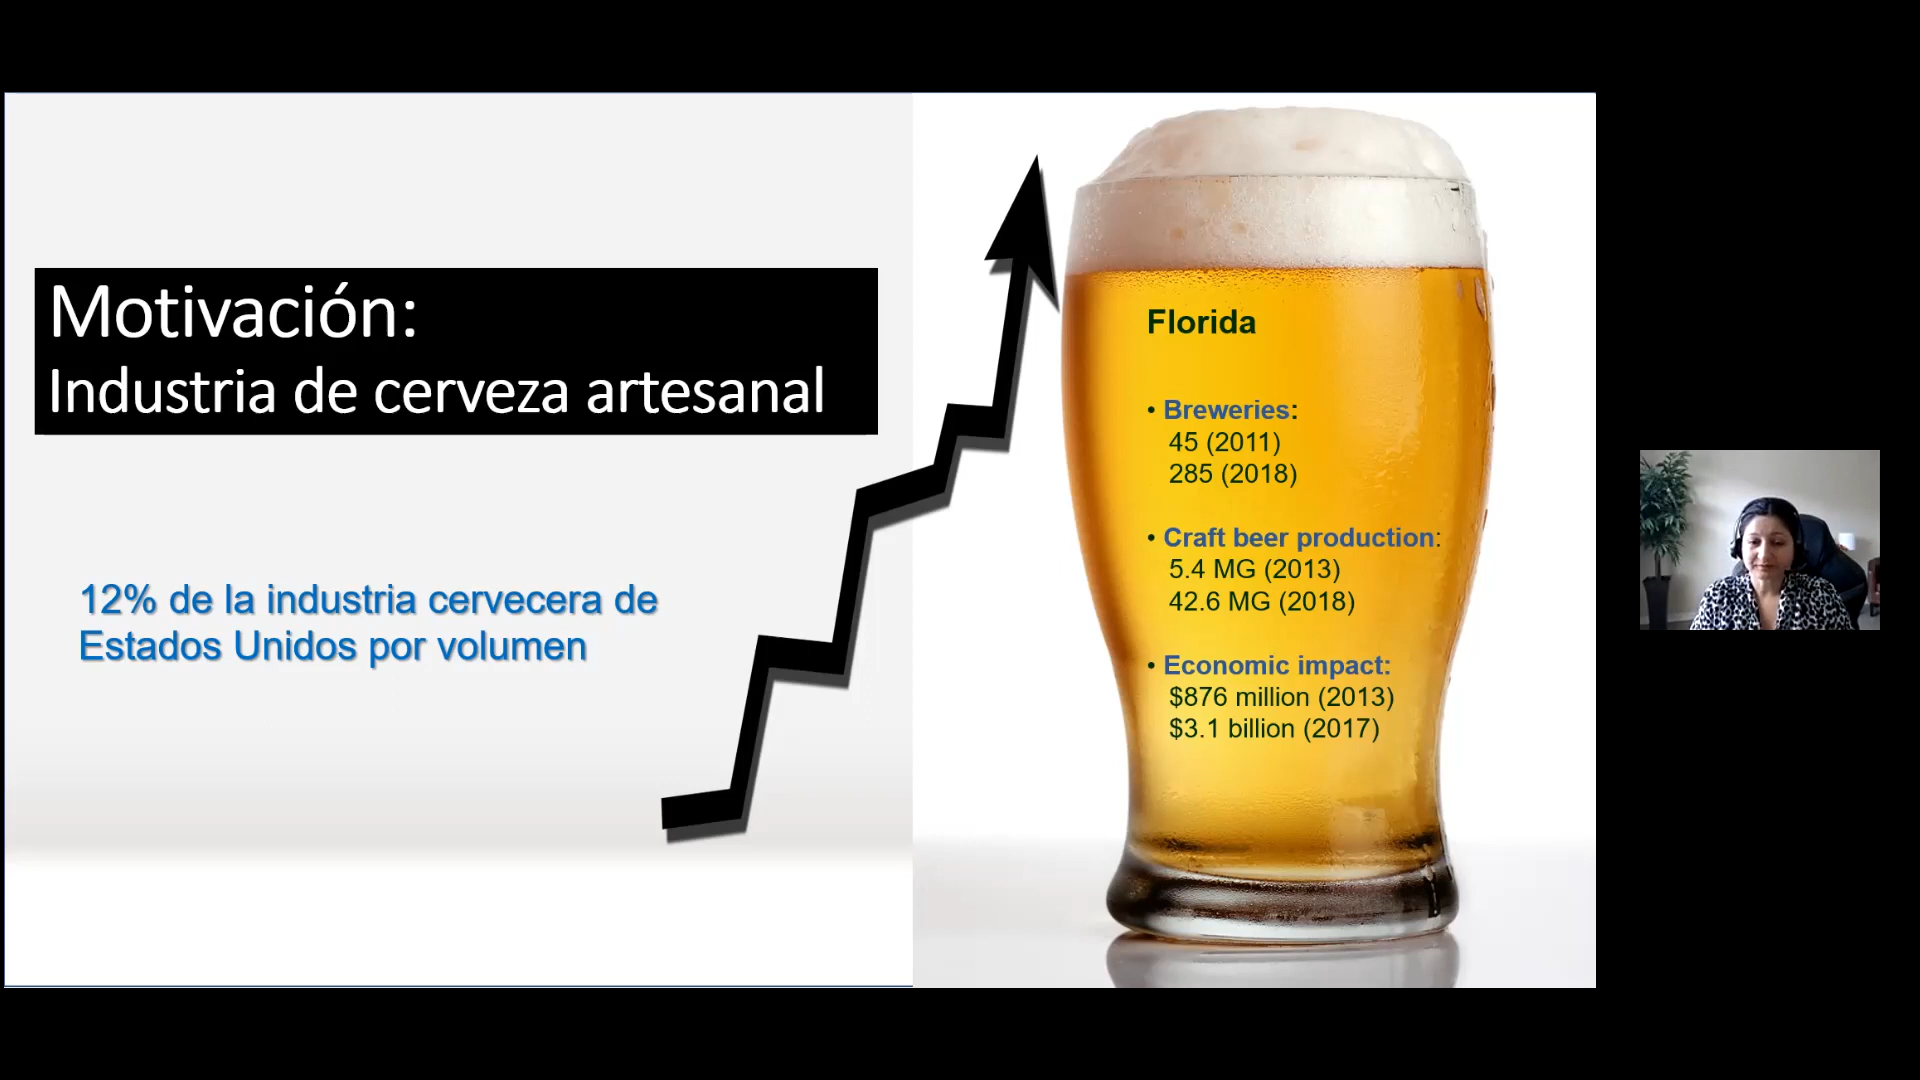 Motivación:
Industria de cerveza artesanal
12% de la industria cervecera de
Estados Unidos por volumen
Florida
• Breweries:
45 (2011)
285 (2018)
• Craft beer production:
5.4 MG (2013)
42.6 MG (2018)
• Economic impact:
$876 million (2013)
$3.1 billion (2017)